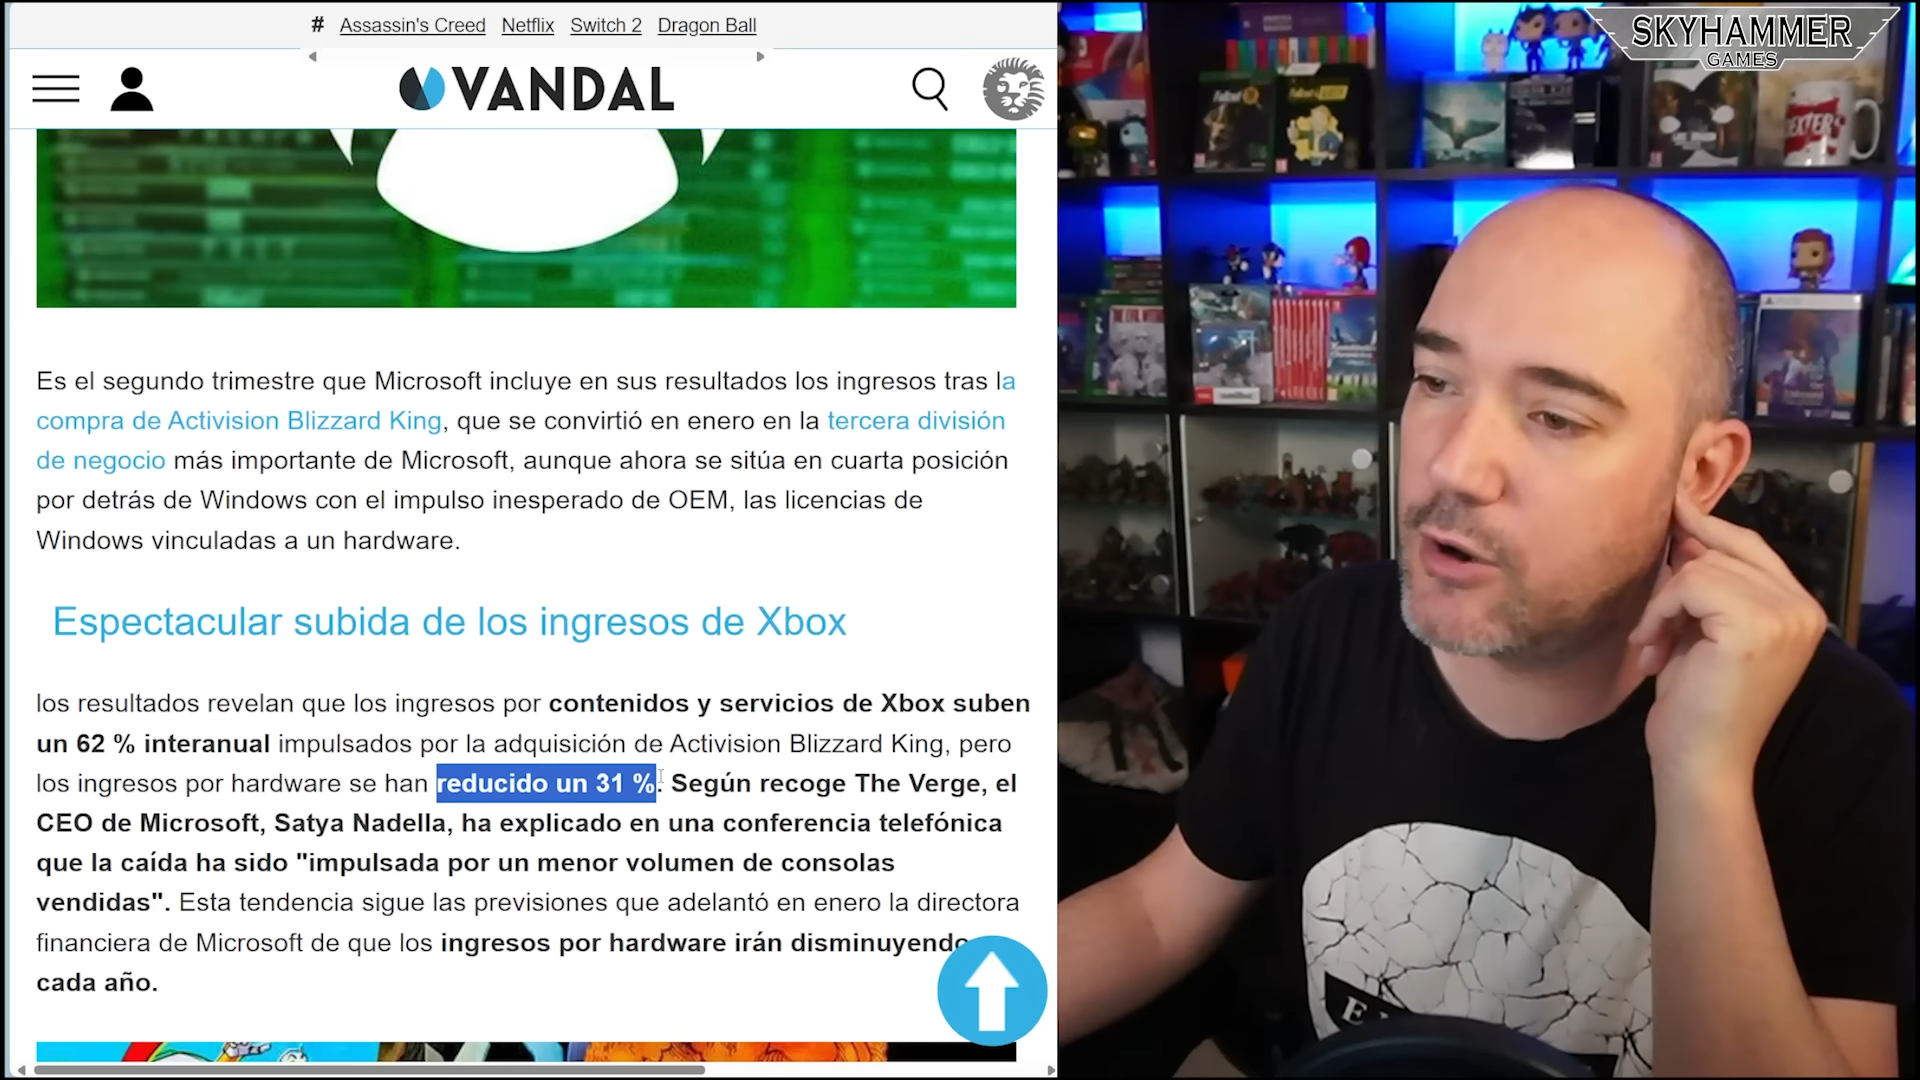 # Assassin's Creed Netflix Switch 2 Dragon Ball
VANDAL
SKYHAMMER
GAMES
Es el segundo trimestre que Microsoft incluye en sus resultados los ingresos tras la
compra de Activision Blizzard King, que se convirtió en enero en la tercera división
de negocio más importante de Microsoft, aunque ahora se sitúa en cuarta posición
por detrás de Windows con el impulso inesperado de OEM, las licencias de
Windows vinculadas a un hardware.
Espectacular subida de los ingresos de Xbox
los resultados revelan que los ingresos por contenidos y servicios de Xbox suben
un 62 % interanual impulsados por la adquisición de Activision Blizzard King, pero
los ingresos por hardware se han reducido un 31 %. Según recoge The Verge, el
CEO de Microsoft, Satya Nadella, ha explicado en una conferencia telefónica
que la caída ha sido "impulsada por un menor volumen de consolas
vendidas". Esta tendencia sigue las previsiones que adelantó en enero la directora
financiera de Microsoft de que los ingresos por hardware irán disminuyendo
cada año.